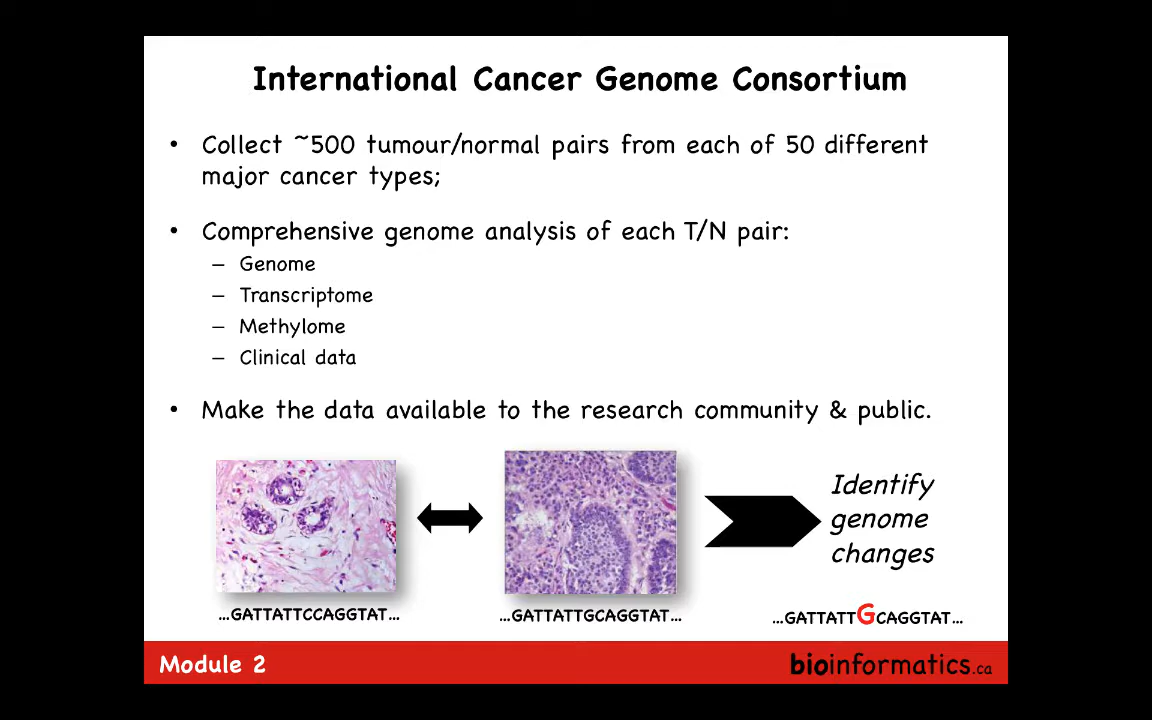 International Cancer Genome Consortium
• Collect ~500 tumour/normal pairs from each of 50 different
major cancer types;
• Comprehensive genome analysis of each T/N pair:
– Genome
– Transcriptome
– Methylome
– Clinical data
• Make the data available to the research community & public.
Identify
genome
changes
...GATTATTCCAGGTAT... ...GATTATTGCAGGTAT... ...GATTATTGCAGGTAT...
Module 2 bioinformatics.ca